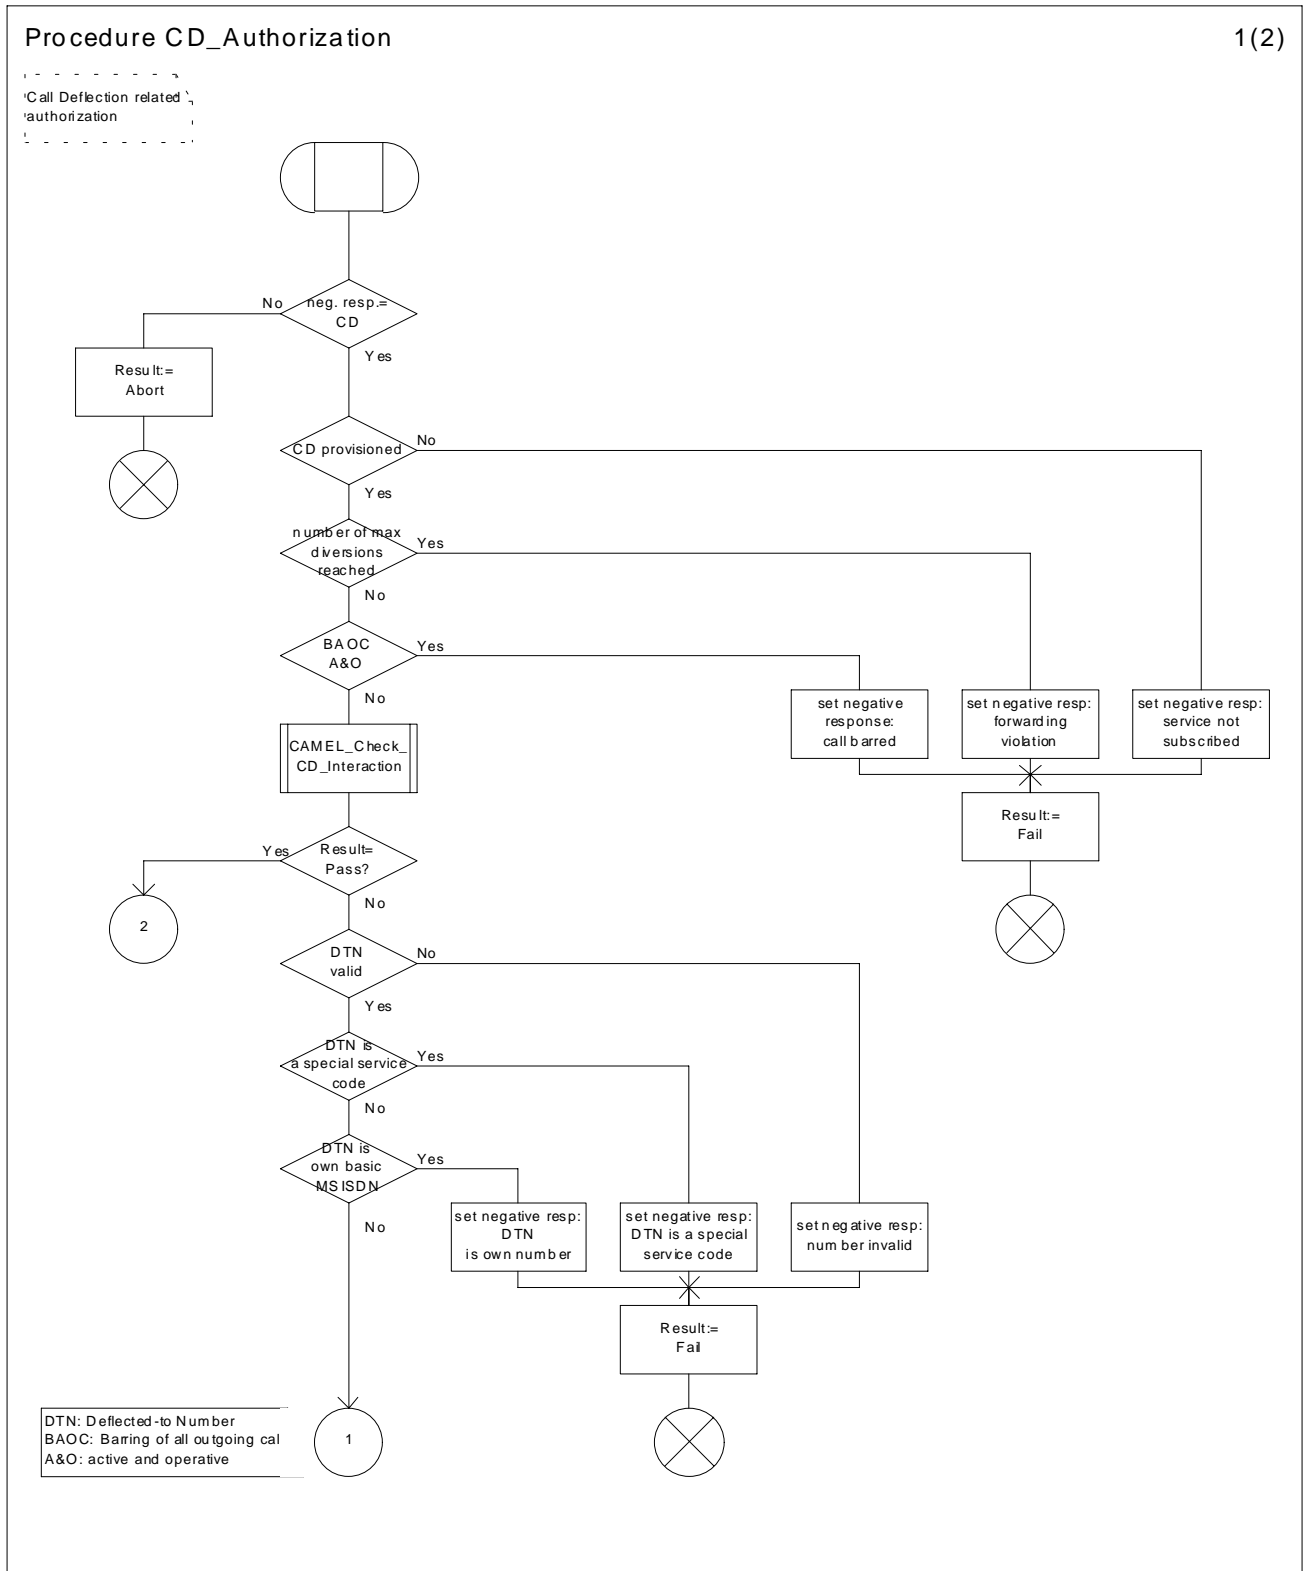 Procedure CD_Authorization
1(2)
Call Deflection related
authorization
neg. resp.=
CD
No
Yes
Result:=
Abort
CD provisioned
No
Yes
number of max
diversions
reached
Yes
No
BAOC
A&O
Yes
No
set negative
response:
call barred
set negative resp:
forwarding
violation
set negative resp:
service not
subscribed
CAMEL_Check_
CD_Interaction
Result:=
Fail
Result=
Pass?
Yes
No
2
DTN
valid
No
Yes
DTN is
a special service
code
Yes
No
DTN is
own basic
MSISDN
Yes
No
set negative resp:
DTN
is own number
set negative resp:
DTN is a special
service code
set negative resp:
number invalid
Result:=
Fail
DTN: Deflected-to Number
BAOC: Barring of all outgoing cal
A&O: active and operative
1